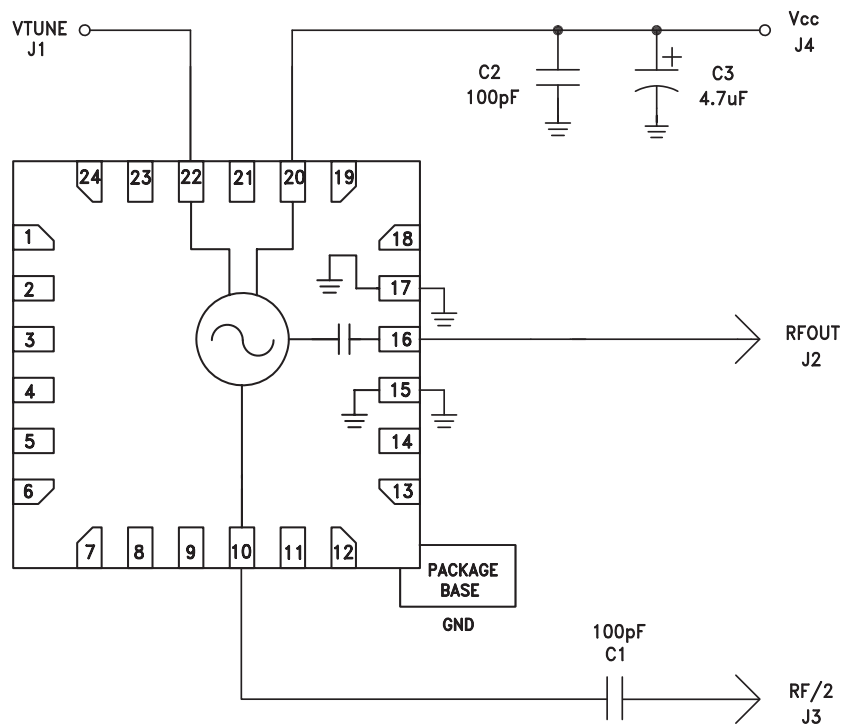 VTUNE
J1
Vcc
J4
C2
100pF
C3
4.7uF
+
24 23 22 21 20 19
1
18
2
17
3
16
RFOUT
J2
4
15
5
14
6
13
7 8 9 10 11 12
PACKAGE
BASE
GND
100pF
C1
RF/2
J3